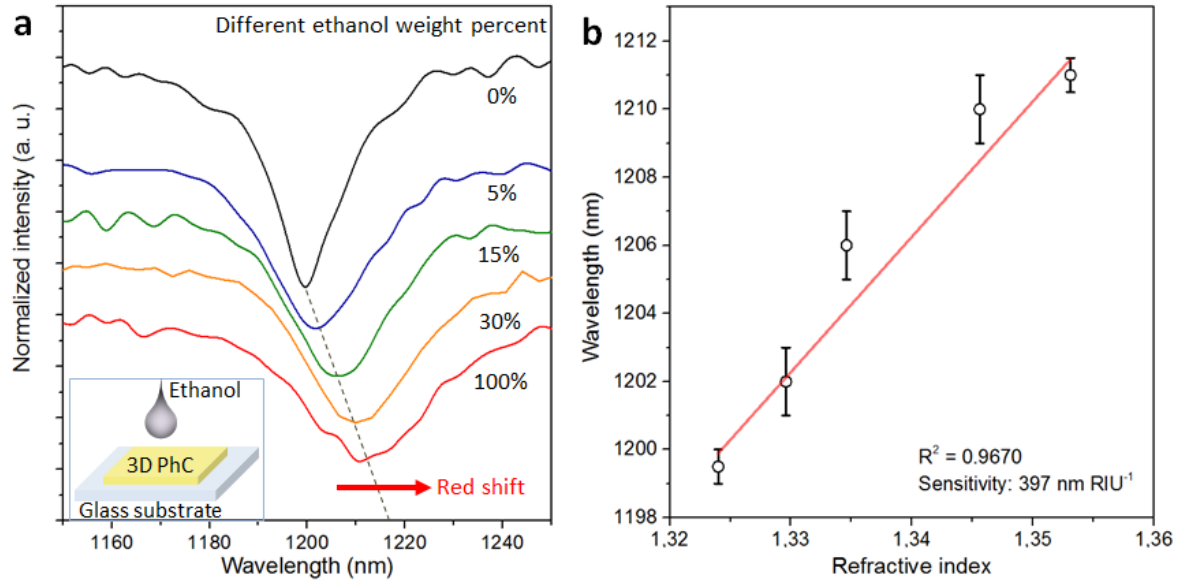 a
Different ethanol weight percent
0%
5%
15%
30%
100%
Ethanol
3D PhC
Glass substrate
Red shift
Normalized intensity (a. u.)
1160 1180 1200 1220 1240
Wavelength (nm)
b
1212
1210
1208
1206
1204
1202
1200
1198
Wavelength (nm)
R² = 0.9670
Sensitivity: 397 nm RIU⁻¹
1,32 1,33 1,34 1,35 1,36
Refractive index